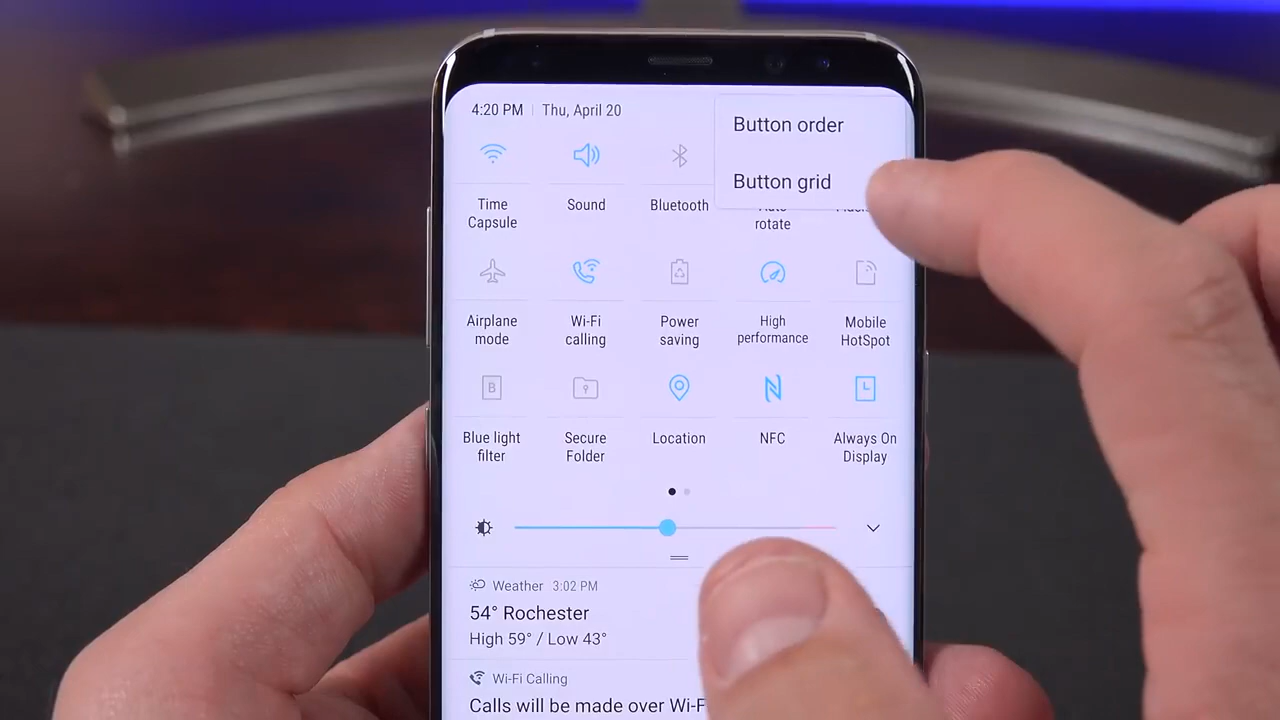 4:20 PM | Thu, April 20
Button order
Button grid
Time
Capsule
Sound
Bluetooth
Auto
rotate
Airplane
mode
Wi-Fi
calling
Power
saving
High
performance
Mobile
HotSpot
B
Blue light
filter
Secure
Folder
Location
NFC
Always On
Display
Weather 3:02 PM
54° Rochester
High 59° / Low 43°
Wi-Fi Calling
Calls will be made over Wi-F